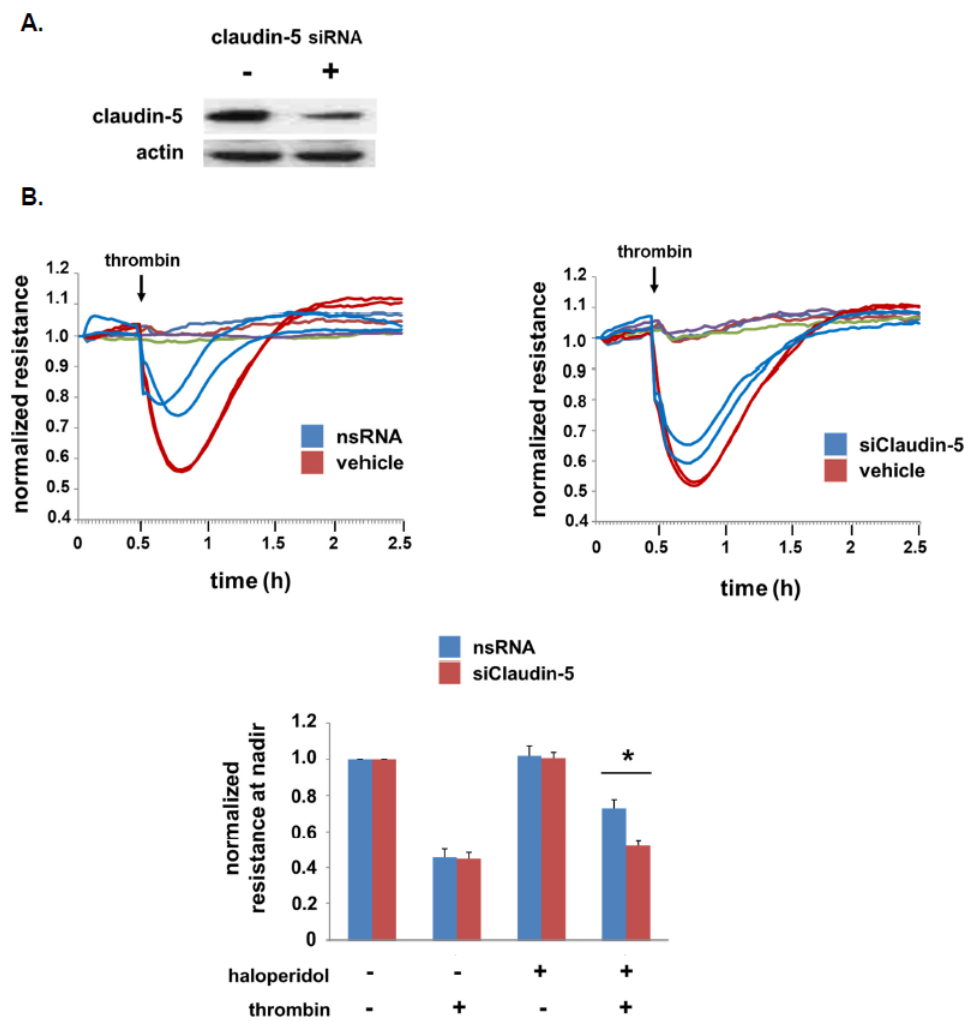 A.
claudin-5 siRNA
- +
claudin-5
actin
B.
thrombin
normalized resistance
1.2
1.1
1.0
0.9
0.8
0.7
0.6
0.5
0.4
nsRNA
vehicle
0 0.5 1 1.5 2 2.5
time (h)
thrombin
normalized resistance
1.2
1.1
1.0
0.9
0.8
0.7
0.6
0.5
0.4
siClaudin-5
vehicle
0 0.5 1 1.5 2 2.5
time (h)
nsRNA
siClaudin-5
normalized
resistance at nadir
1.2
1.0
0.8
0.6
0.4
0.2
0
*
haloperidol - - + +
thrombin - + - +